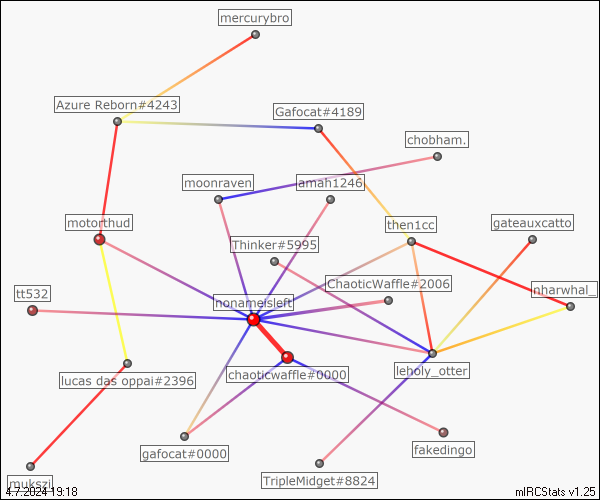 mercurybro
Azure Reborn#4243
Gafocat#4189
chobham.
moonraven
amah1246
motorthud
then1cc
gateauxcatto
Thinker#5995
ChaoticWaffle#2006
tt532
nonameisleft
nharwhal_
lucas das oppai#2396
chaoticwaffle#0000
leholy_otter
gafocat#0000
fakedingo
mukszi
TripleMidget#8824
4.7.2024 19:18
mIRCStats v1.25